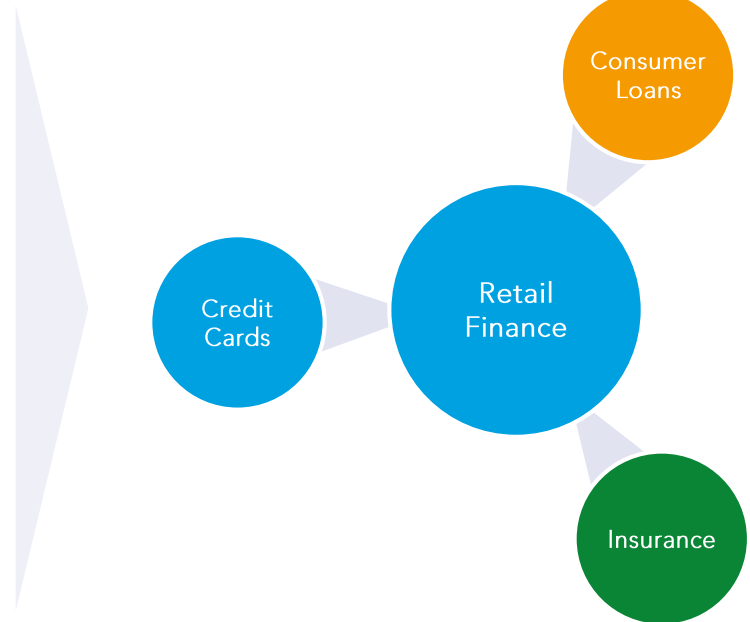 Consumer
Loans
Retail
Finance
Credit
Cards
Insurance